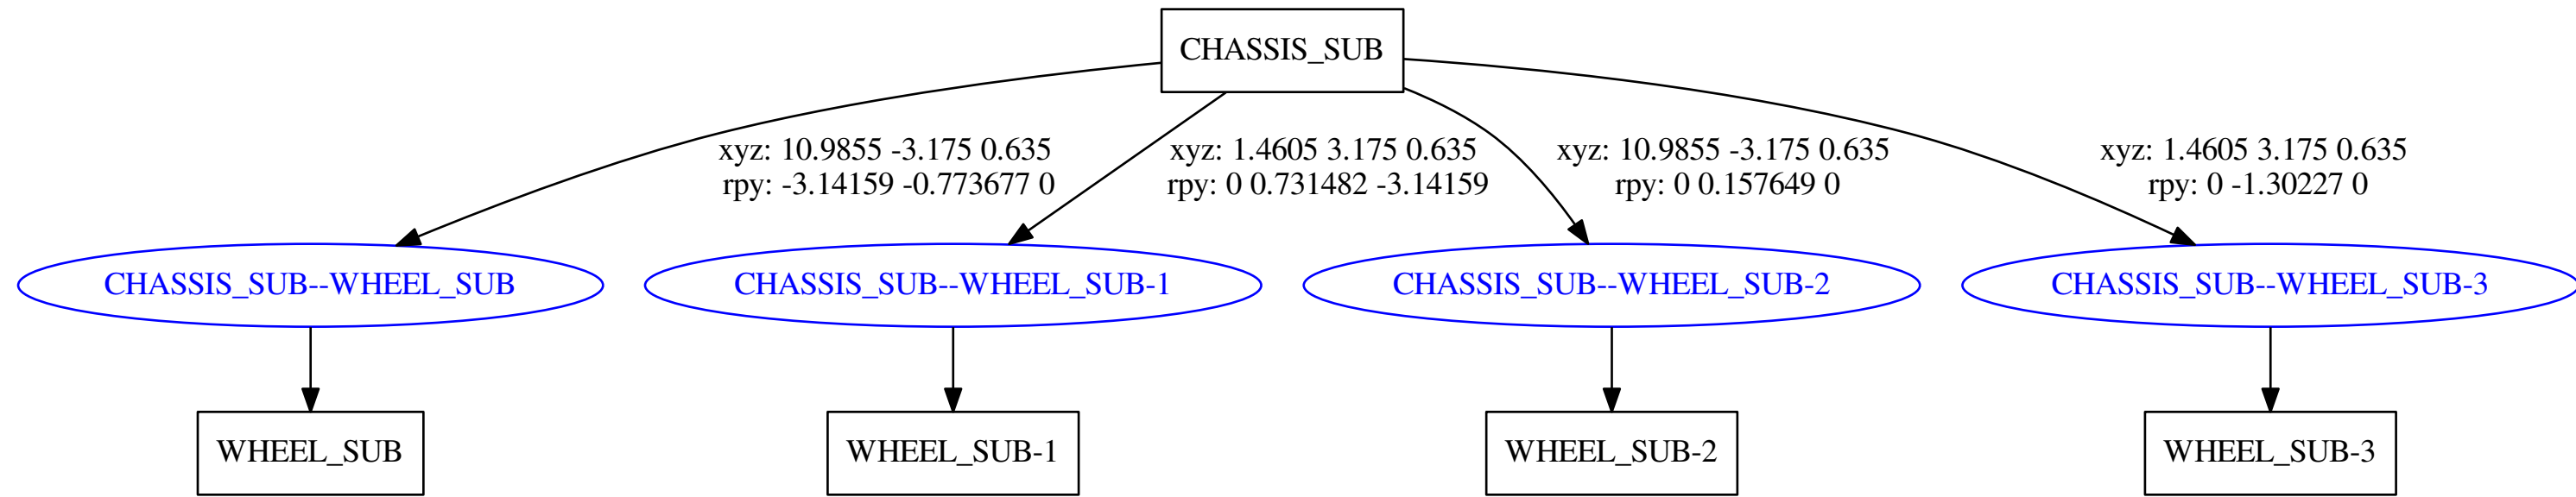 CHASSIS_SUB
xyz: 10.9855 -3.175 0.635
rpy: -3.14159 -0.773677 0
xyz: 1.4605 3.175 0.635
rpy: 0 0.731482 -3.14159
xyz: 10.9855 -3.175 0.635
rpy: 0 0.157649 0
xyz: 1.4605 3.175 0.635
rpy: 0 -1.30227 0
CHASSIS_SUB--WHEEL_SUB
CHASSIS_SUB--WHEEL_SUB-1
CHASSIS_SUB--WHEEL_SUB-2
CHASSIS_SUB--WHEEL_SUB-3
WHEEL_SUB
WHEEL_SUB-1
WHEEL_SUB-2
WHEEL_SUB-3